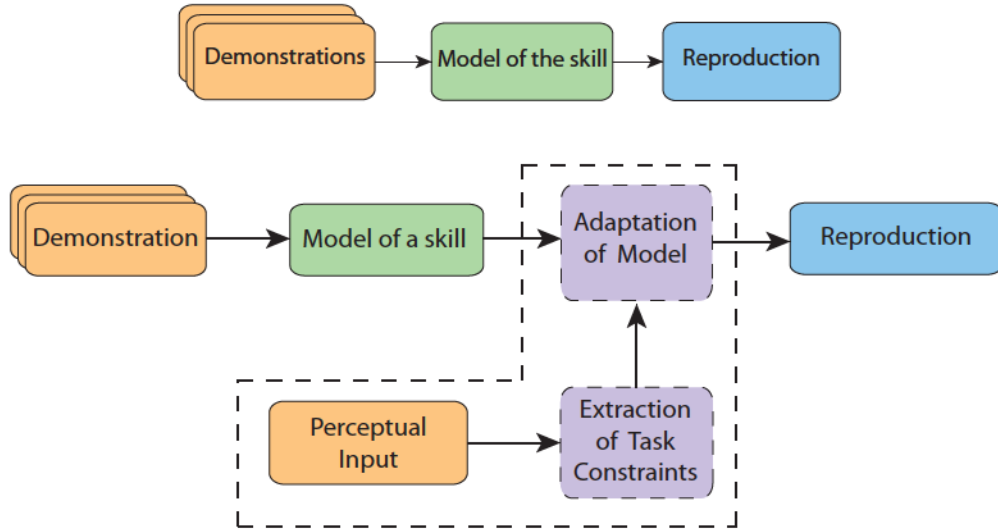 Demonstrations
Model of the skill
Reproduction
Demonstration
Model of a skill
Adaptation
of Model
Reproduction
Perceptual
Input
Extraction
of Task
Constraints